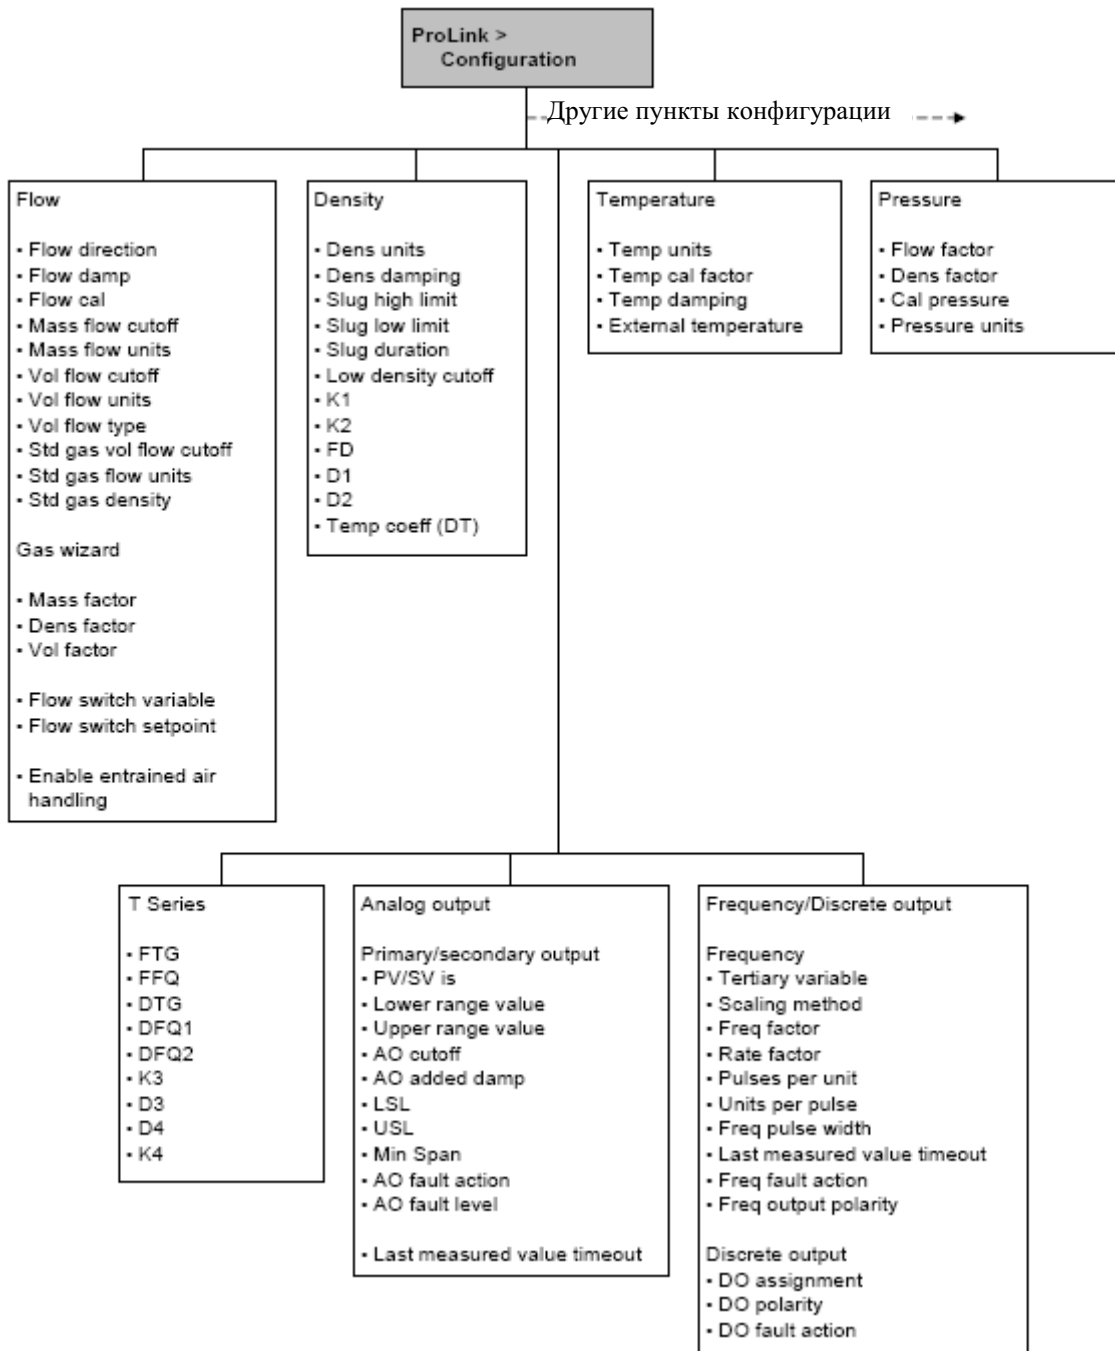 ProLink >
Configuration
Другие пункты конфигурации
Flow
▪ Flow direction
▪ Flow damp
▪ Flow cal
▪ Mass flow cutoff
▪ Mass flow units
▪ Vol flow cutoff
▪ Vol flow units
▪ Vol flow type
▪ Std gas vol flow cutoff
▪ Std gas flow units
▪ Std gas density
Gas wizard
▪ Mass factor
▪ Dens factor
▪ Vol factor
▪ Flow switch variable
▪ Flow switch setpoint
▪ Enable entrained air
handling
Density
▪ Dens units
▪ Dens damping
▪ Slug high limit
▪ Slug low limit
▪ Slug duration
▪ Low density cutoff
▪ K1
▪ K2
▪ FD
▪ D1
▪ D2
▪ Temp coeff (DT)
Temperature
▪ Temp units
▪ Temp cal factor
▪ Temp damping
▪ External temperature
Pressure
▪ Flow factor
▪ Dens factor
▪ Cal pressure
▪ Pressure units
T Series
▪ FTG
▪ FFQ
▪ DTG
▪ DFQ1
▪ DFQ2
▪ K3
▪ D3
▪ D4
▪ K4
Analog output
Primary/secondary output
▪ PV/SV is
▪ Lower range value
▪ Upper range value
▪ AO cutoff
▪ AO added damp
▪ LSL
▪ USL
▪ Min Span
▪ AO fault action
▪ AO fault level
▪ Last measured value timeout
Frequency/Discrete output
Frequency
▪ Tertiary variable
▪ Scaling method
▪ Freq factor
▪ Rate factor
▪ Pulses per unit
▪ Units per pulse
▪ Freq pulse width
▪ Last measured value timeout
▪ Freq fault action
▪ Freq output polarity
Discrete output
▪ DO assignment
▪ DO polarity
▪ DO fault action